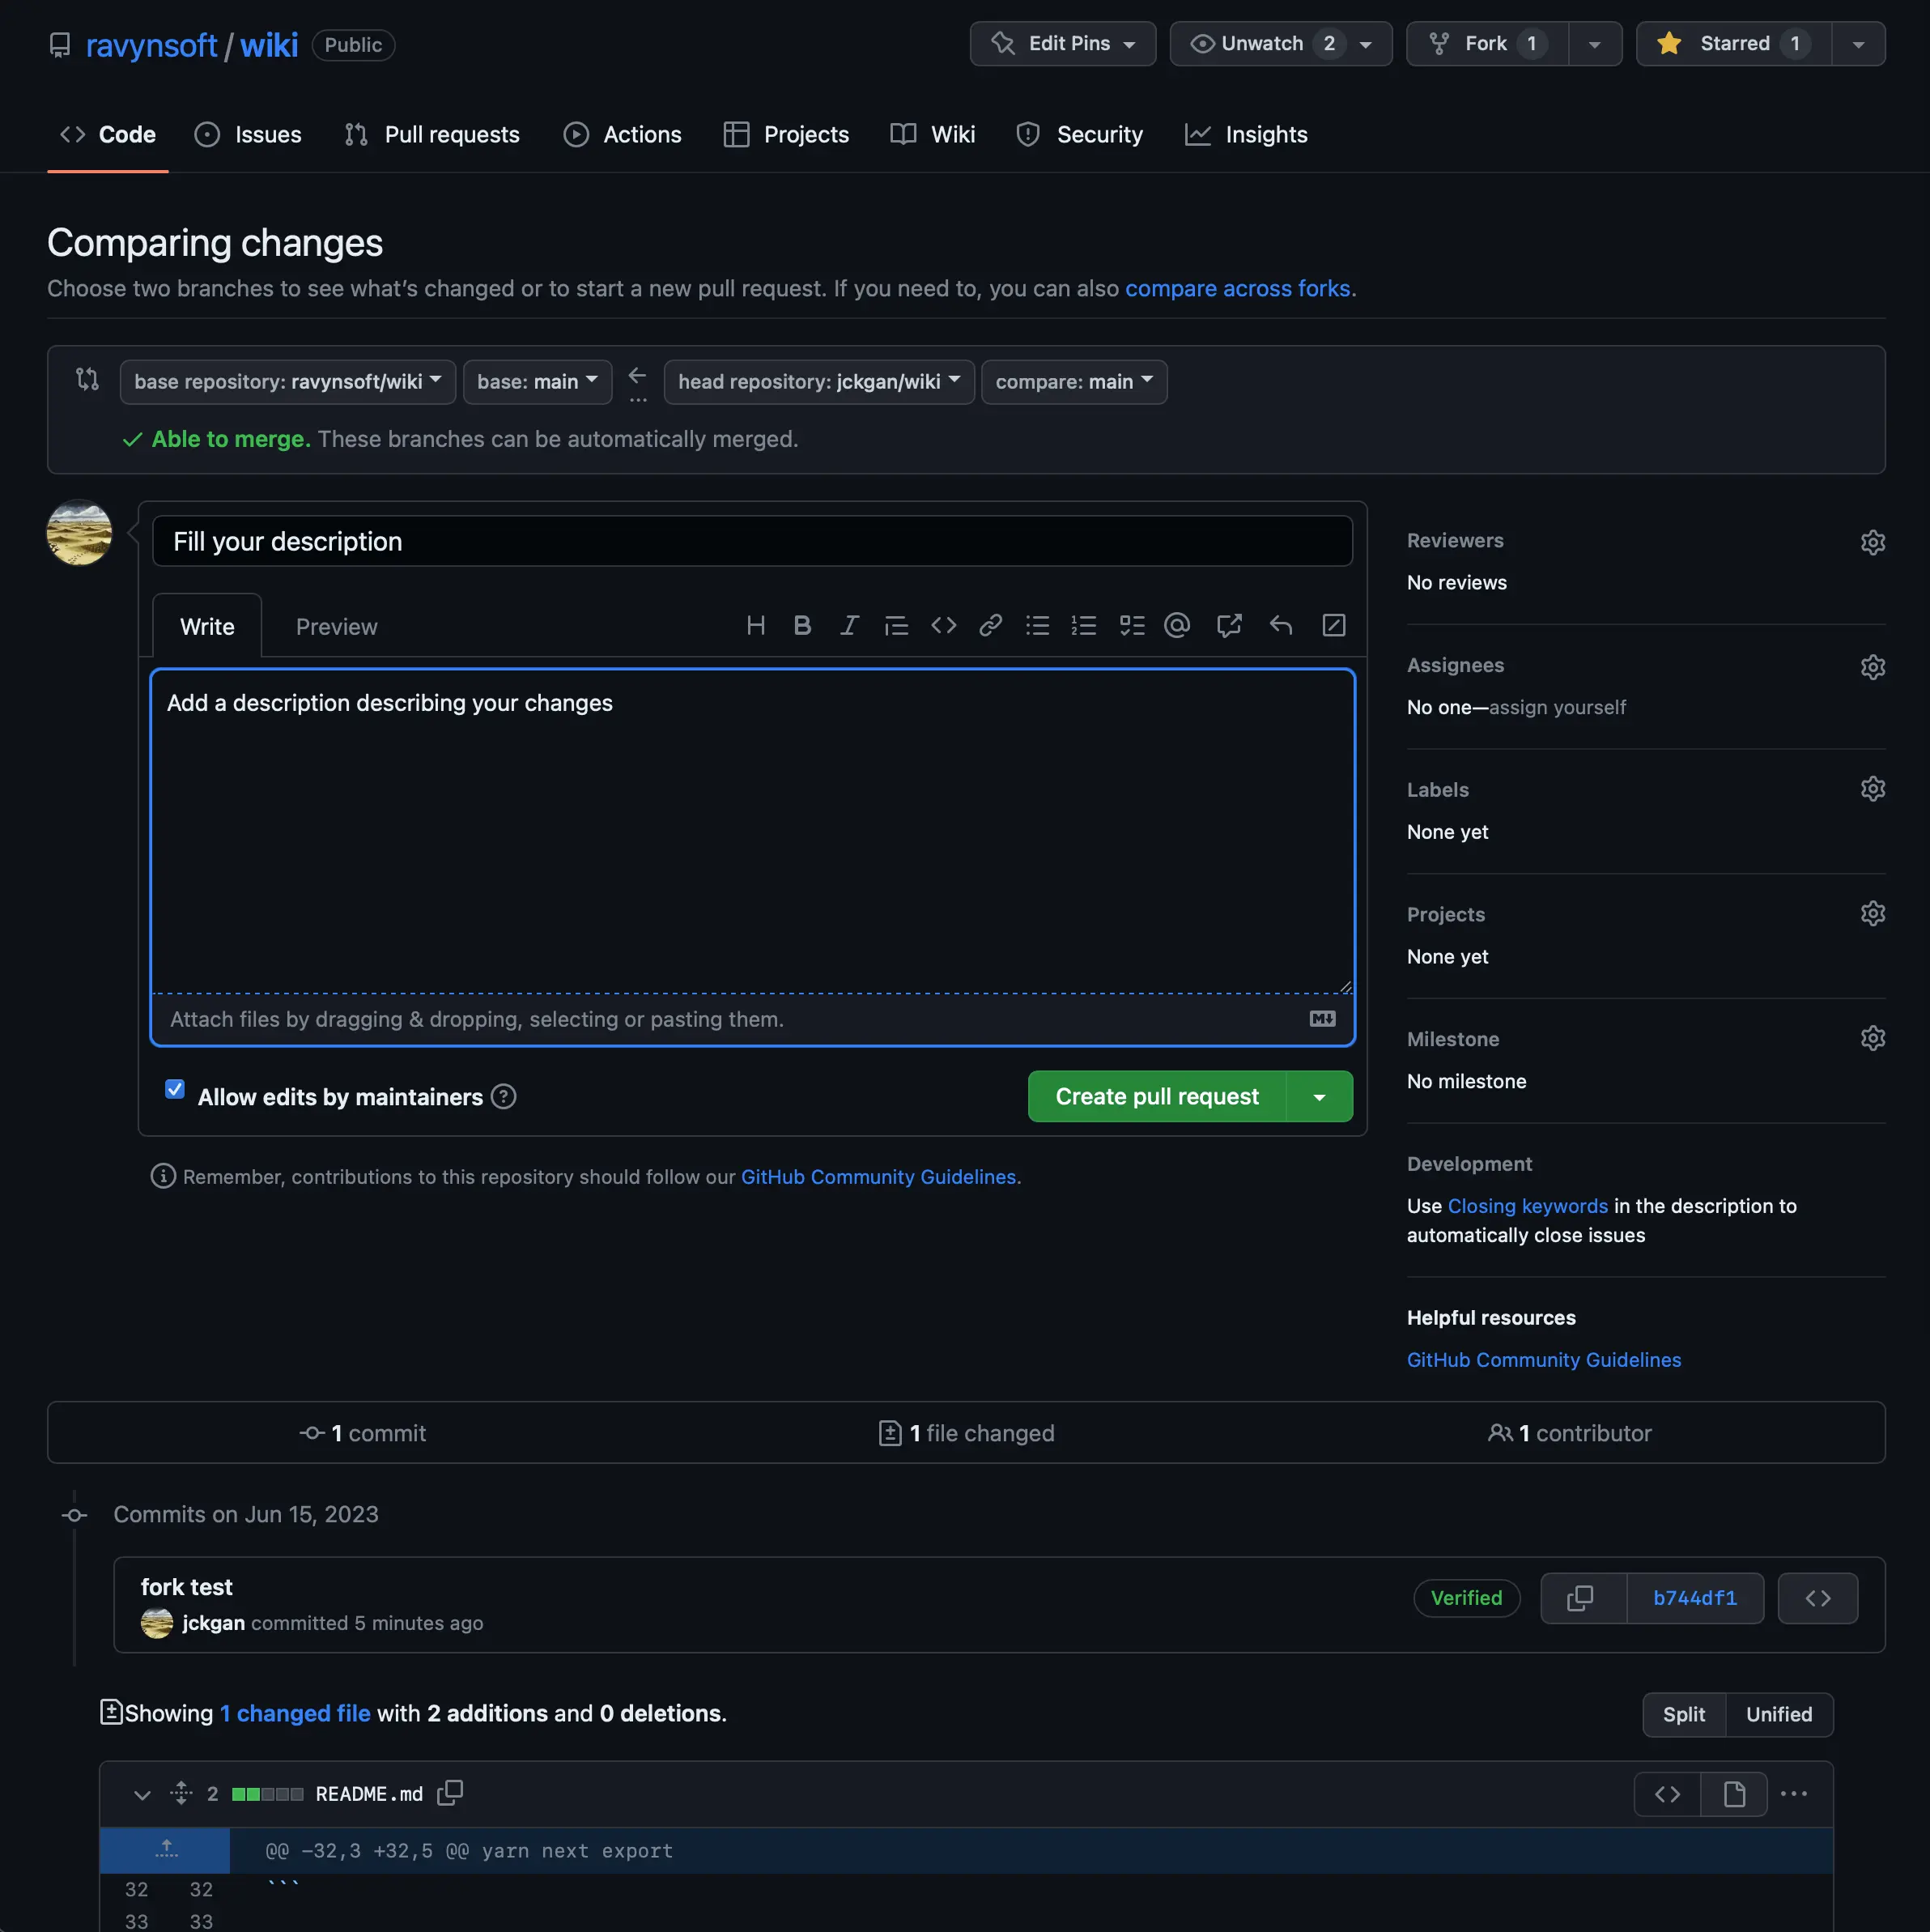 ravynsoft / wiki Public Edit Pins Unwatch 2 Fork 1 Starred 1
Code Issues Pull requests Actions Projects Wiki Security Insights
Comparing changes
Choose two branches to see what’s changed or to start a new pull request. If you need to, you can also compare across forks.
base repository: ravynsoft/wiki base: main ... head repository: jckgan/wiki compare: main
Able to merge. These branches can be automatically merged.
Fill your description
Write Preview
Add a description describing your changes
Attach files by dragging & dropping, selecting or pasting them.
Allow edits by maintainers
Create pull request
Remember, contributions to this repository should follow our GitHub Community Guidelines.
Reviewers
No reviews
Assignees
No one—assign yourself
Labels
None yet
Projects
None yet
Milestone
No milestone
Development
Use Closing keywords in the description to
automatically close issues
Helpful resources
GitHub Community Guidelines
1 commit 1 file changed 1 contributor
Commits on Jun 15, 2023
fork test
jckgan committed 5 minutes ago
Verified b744df1
Showing 1 changed file with 2 additions and 0 deletions.
Split Unified
2 README.md
@@ -32,3 +32,5 @@ yarn next export
32 32 ```
33 33